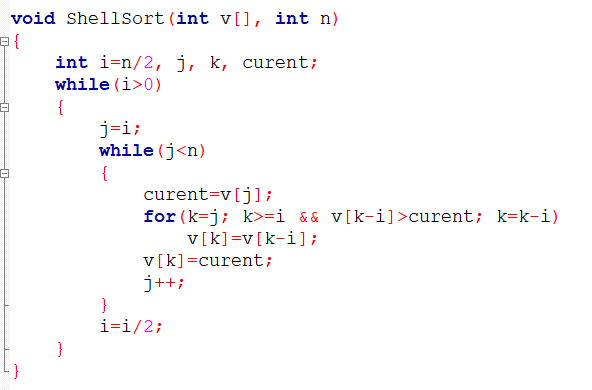 void ShellSort(int v[], int n)
{
    int i=n/2, j, k, curent;
    while(i>0)
    {
        j=i;
        while(j<n)
        {
            curent=v[j];
            for(k=j; k>=i && v[k-i]>curent; k=k-i)
                v[k]=v[k-i];
            v[k]=curent;
            j++;
        }
        i=i/2;
    }
}